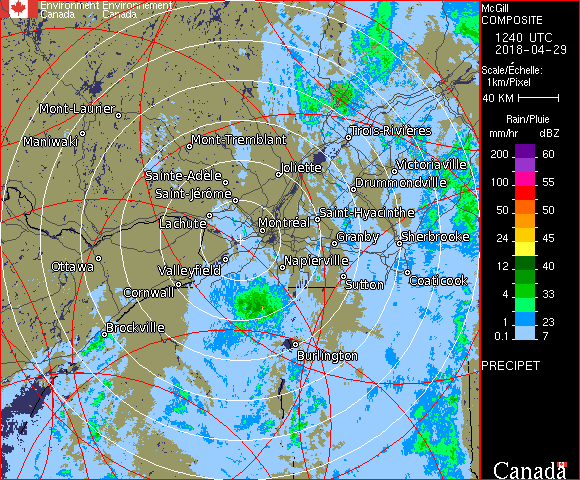 Environment Environnement
Canada Canada
McGill
COMPOSITE
1240 UTC
2018-04-29
Scale/Échelle:
1km/Pixel
40 KM
Rain/Pluie
mm/hr dBZ
200 60
100 55
50 50
24 45
12 40
4 33
1 23
0.1 7
PRECIPET
Canada
Mont-Laurier
Maniwaki
Mont-Tremblant
Trois-Rivières
Sainte-Adèle
Joliette
Victoriaville
Saint-Jérôme
Drummondville
Lachute
Montréal
Saint-Hyacinthe
Granby
Sherbrooke
Ottawa
Valleyfield
Napierville
Cornwall
Sutton
Coaticook
Brockville
Burlington